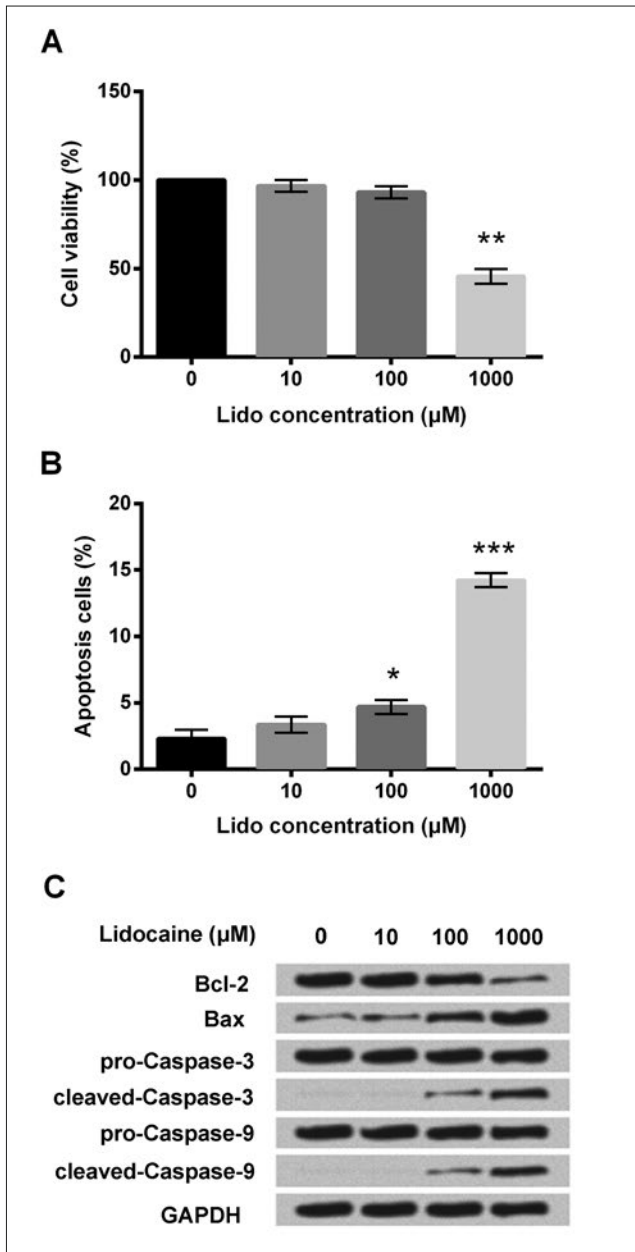 A
150
100
50
0
Cell viability (%)
**
0 10 100 1000
Lido concentration (µM)
B
20
15
10
5
0
Apoptosis cells (%)
*
***
0 10 100 1000
Lido concentration (µM)
C
Lidocaine (µM) 0 10 100 1000
Bcl-2
Bax
pro-Caspase-3
cleaved-Caspase-3
pro-Caspase-9
cleaved-Caspase-9
GAPDH